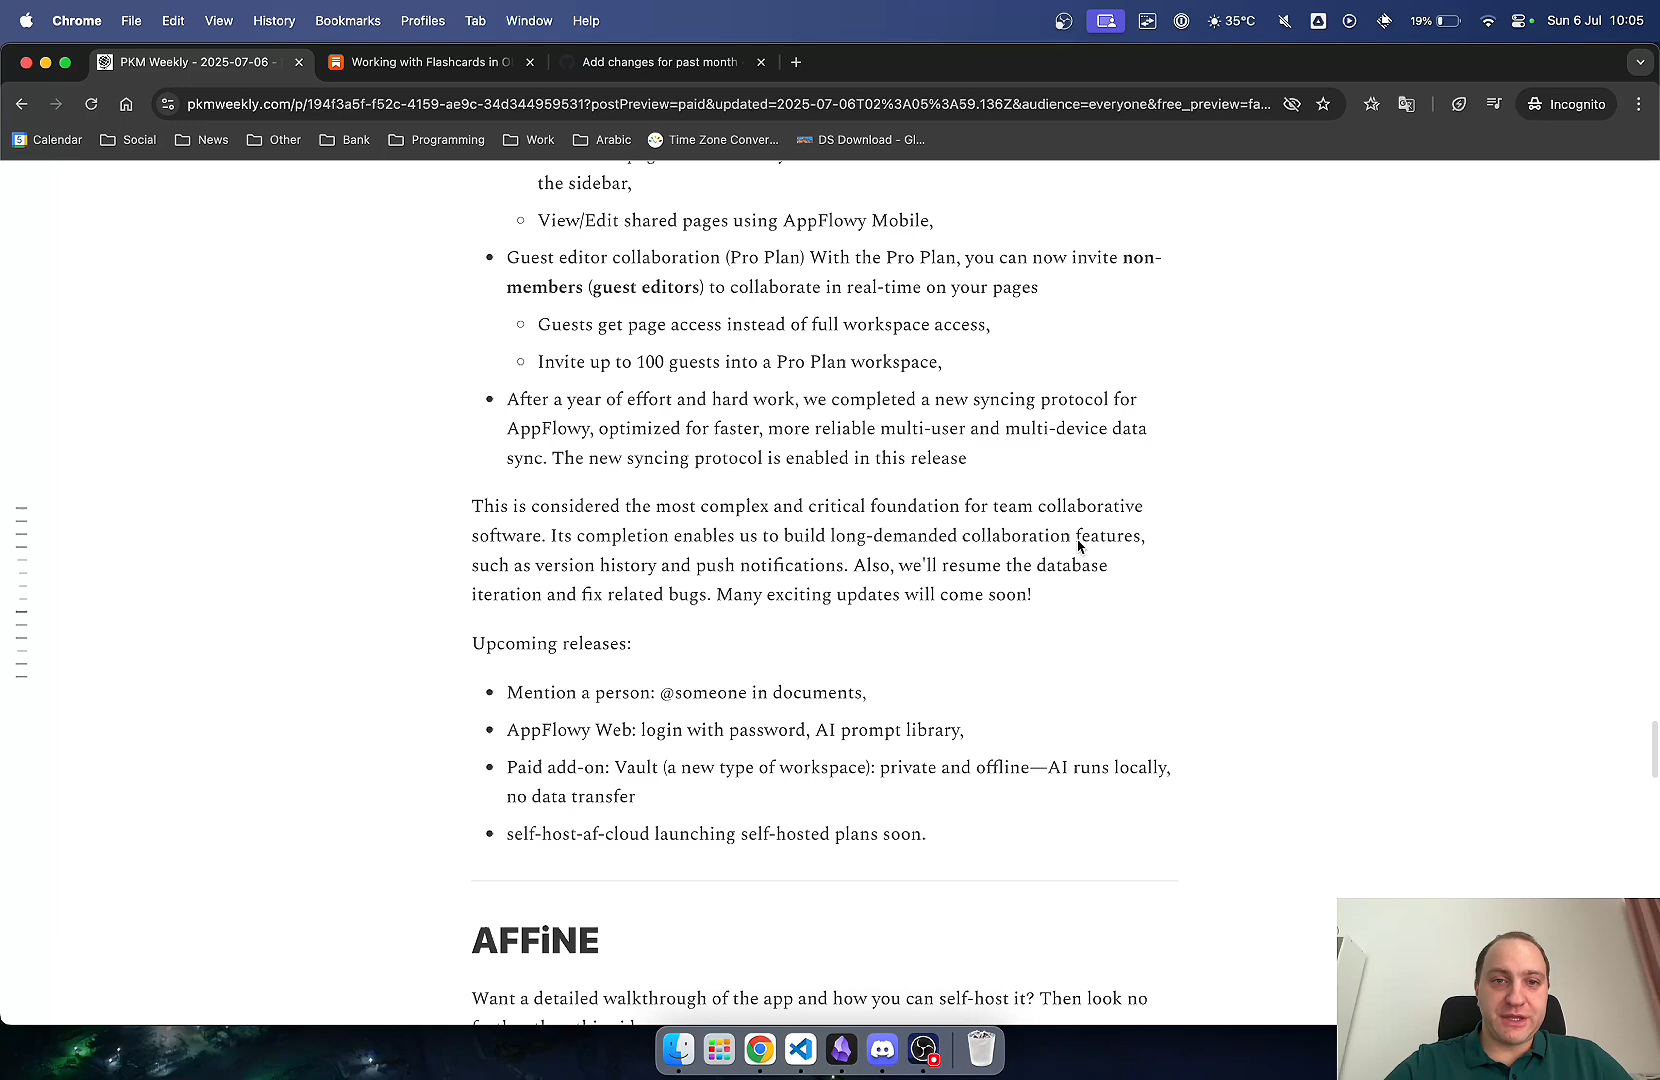 Chrome File Edit View History Bookmarks Profiles Tab Window Help 35°C 19% Sun 6 Jul 10:05
PKM Weekly - 2025-07-06 - Working with Flashcards in O Add changes for past month
pkmweekly.com/p/194f3a5f-f52c-4159-ae9c-34d344959531?postPreview=paid&updated=2025-07-06T02%3A05%3A59.136Z&audience=everyone&free_preview=fa... Incognito
5 Calendar Social News Other Bank Programming Work Arabic Time Zone Conver... DS Download - Gl...
the sidebar,
View/Edit shared pages using AppFlowy Mobile,
Guest editor collaboration (Pro Plan) With the Pro Plan, you can now invite non-
members (guest editors) to collaborate in real-time on your pages
Guests get page access instead of full workspace access,
Invite up to 100 guests into a Pro Plan workspace,
After a year of effort and hard work, we completed a new syncing protocol for
AppFlowy, optimized for faster, more reliable multi-user and multi-device data
sync. The new syncing protocol is enabled in this release
This is considered the most complex and critical foundation for team collaborative
software. Its completion enables us to build long-demanded collaboration features,
such as version history and push notifications. Also, we'll resume the database
iteration and fix related bugs. Many exciting updates will come soon!
Upcoming releases:
Mention a person: @someone in documents,
AppFlowy Web: login with password, AI prompt library,
Paid add-on: Vault (a new type of workspace): private and offline—AI runs locally,
no data transfer
self-host-af-cloud launching self-hosted plans soon.
AFFiNE
Want a detailed walkthrough of the app and how you can self-host it? Then look no